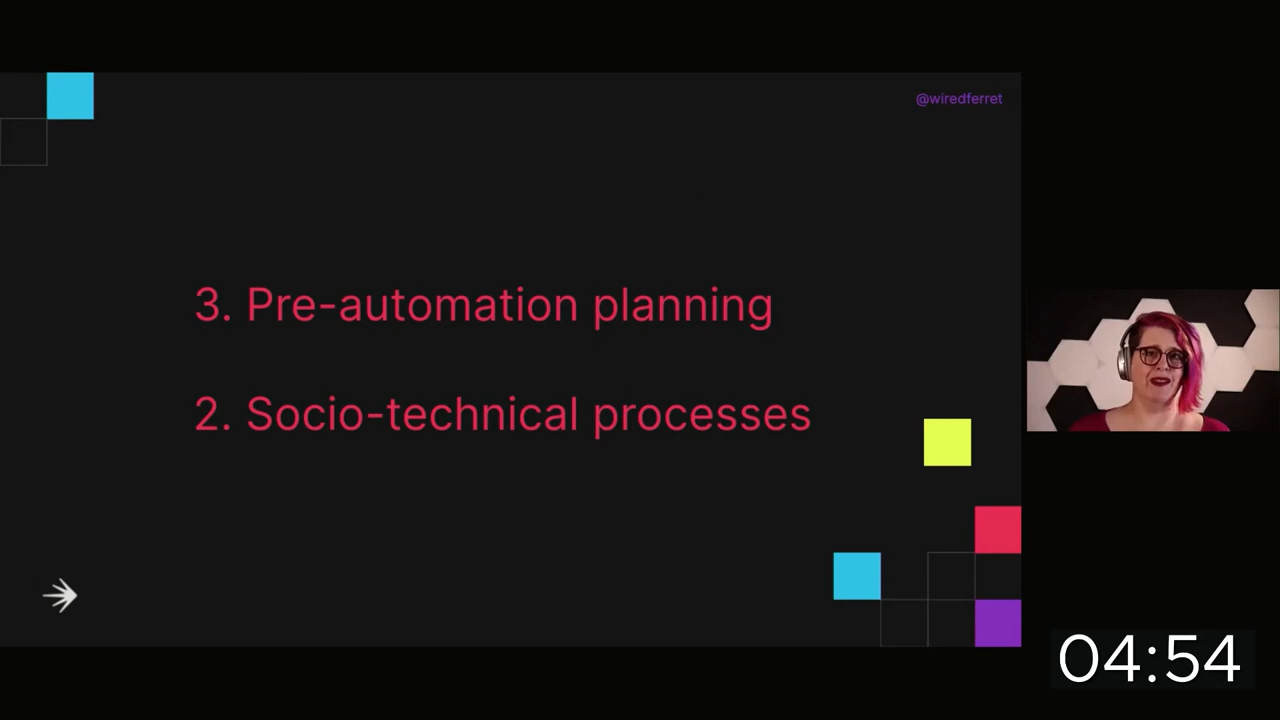 @wiredferret
3. Pre-automation planning
2. Socio-technical processes
04:54